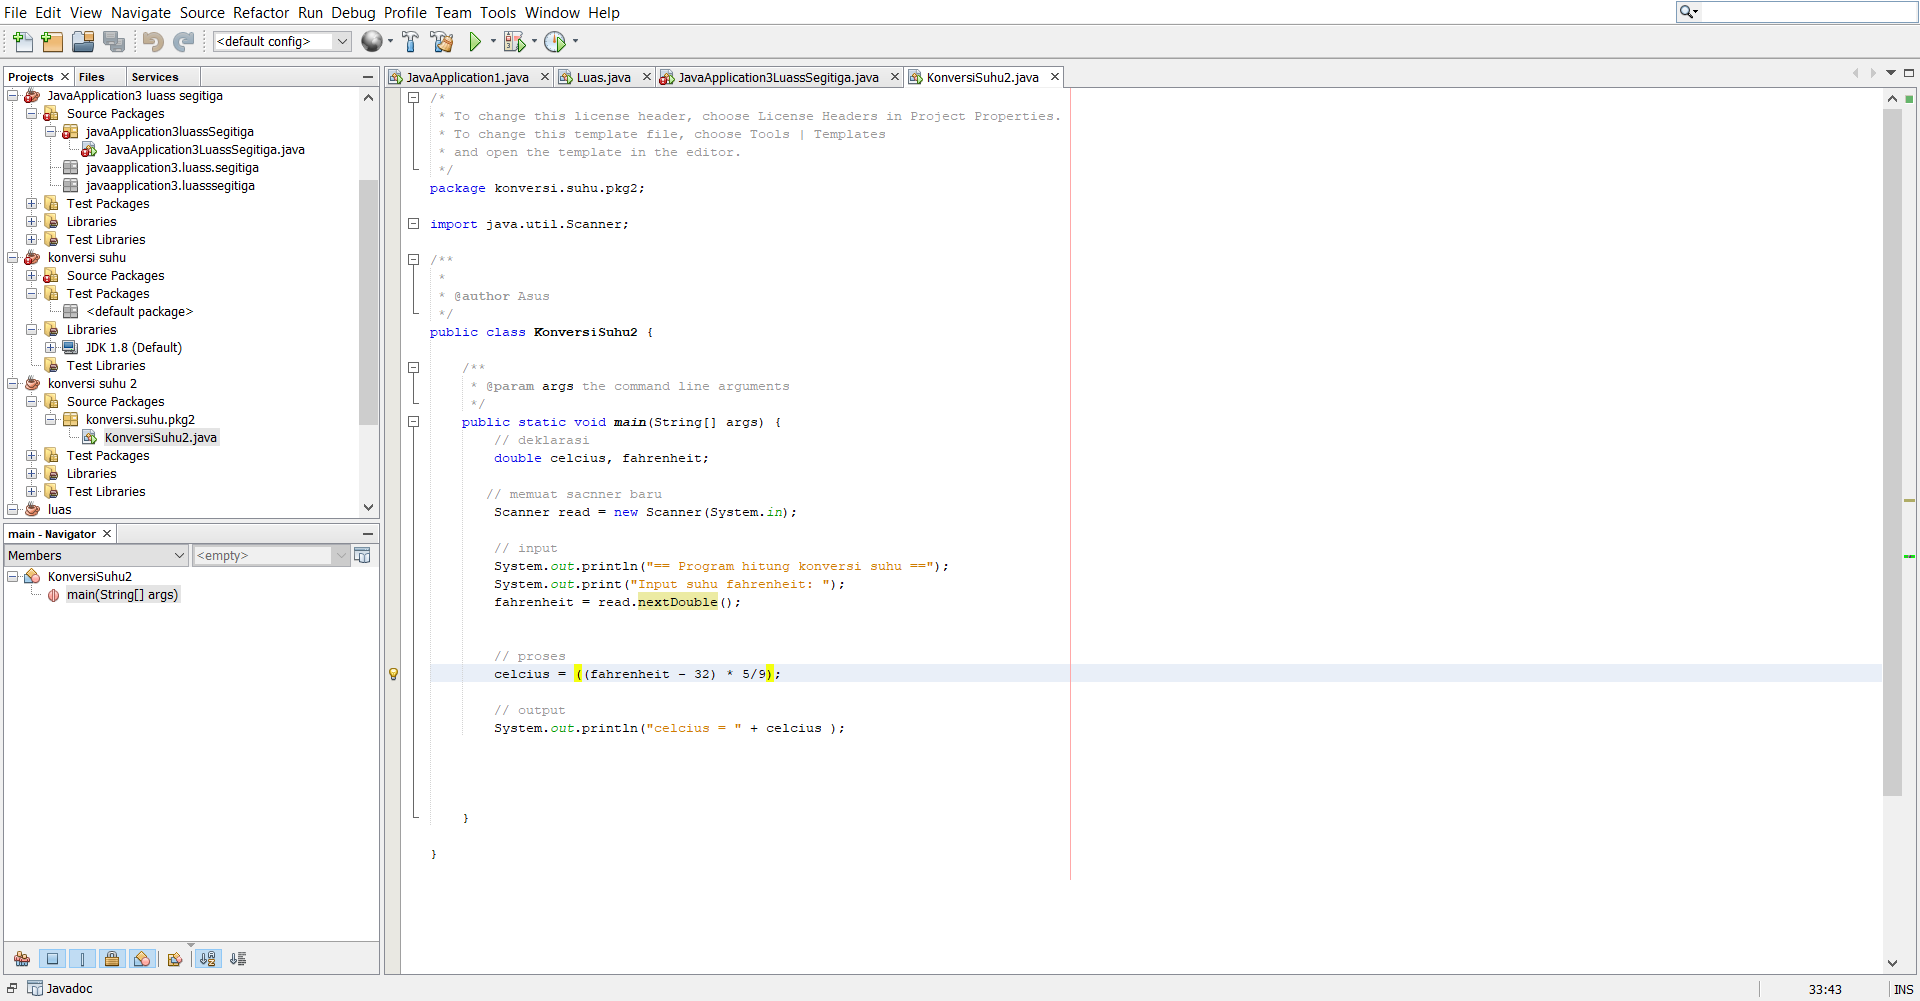 File Edit View Navigate Source Refactor Run Debug Profile Team Tools Window Help
<default config>
Projects Files Services
JavaApplication3 luass segitiga
Source Packages
javaApplication3luassSegitiga
JavaApplication3LuassSegitiga.java
javaapplication3.luass.segitiga
javaapplication3.luasssegitiga
Test Packages
Libraries
Test Libraries
konversi suhu
Source Packages
Test Packages
<default package>
Libraries
JDK 1.8 (Default)
Test Libraries
konversi suhu 2
Source Packages
konversi.suhu.pkg2
KonversiSuhu2.java
Test Packages
Libraries
Test Libraries
luas
main - Navigator
Members <empty>
KonversiSuhu2
main(String[] args)
JavaApplication1.java Luas.java JavaApplication3LuassSegitiga.java KonversiSuhu2.java
/*
* To change this license header, choose License Headers in Project Properties.
* To change this template file, choose Tools | Templates
* and open the template in the editor.
*/
package konversi.suhu.pkg2;
import java.util.Scanner;
/**
*
* @author Asus
*/
public class KonversiSuhu2 {
/**
* @param args the command line arguments
*/
public static void main(String[] args) {
// deklarasi
double celcius, fahrenheit;
// memuat sacnner baru
Scanner read = new Scanner(System.in);
// input
System.out.println("== Program hitung konversi suhu ==");
System.out.print("Input suhu fahrenheit: ");
fahrenheit = read.nextDouble();
// proses
celcius = ((fahrenheit - 32) * 5/9);
// output
System.out.println("celcius = " + celcius );
}
}
Javadoc
33:43 INS